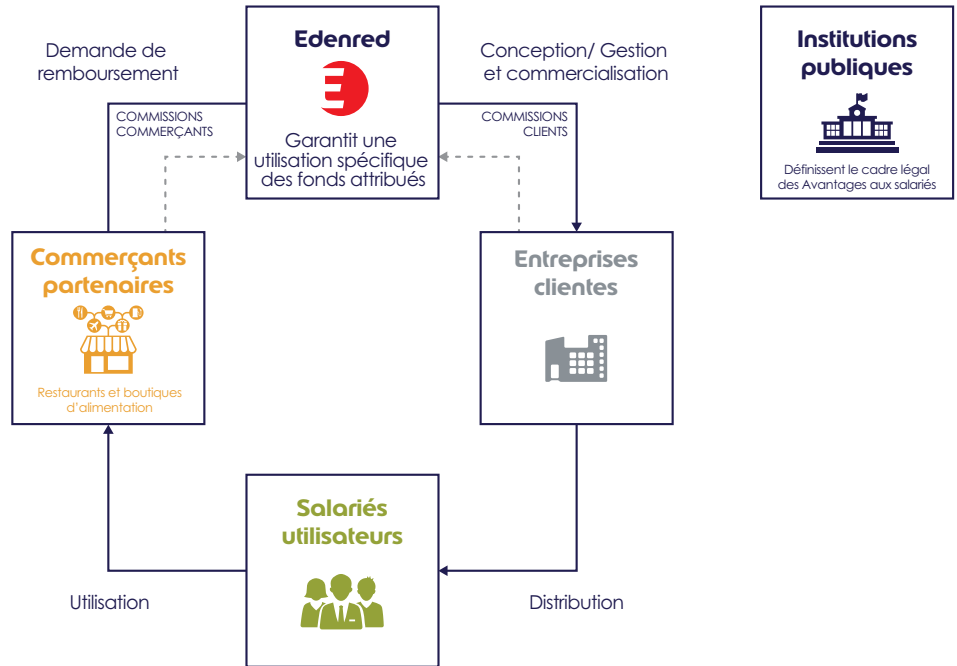 Demande de
remboursement
Edenred
Garantit une
utilisation spécifique
des fonds attribués
Conception/ Gestion
et commercialisation
Institutions
publiques
Définissent le cadre légal
des Avantages aux salariés
COMMISSIONS
COMMERÇANTS
COMMISSIONS
CLIENTS
Commerçants
partenaires
Restaurants et boutiques
d'alimentation
Entreprises
clientes
Salariés
utilisateurs
Utilisation
Distribution